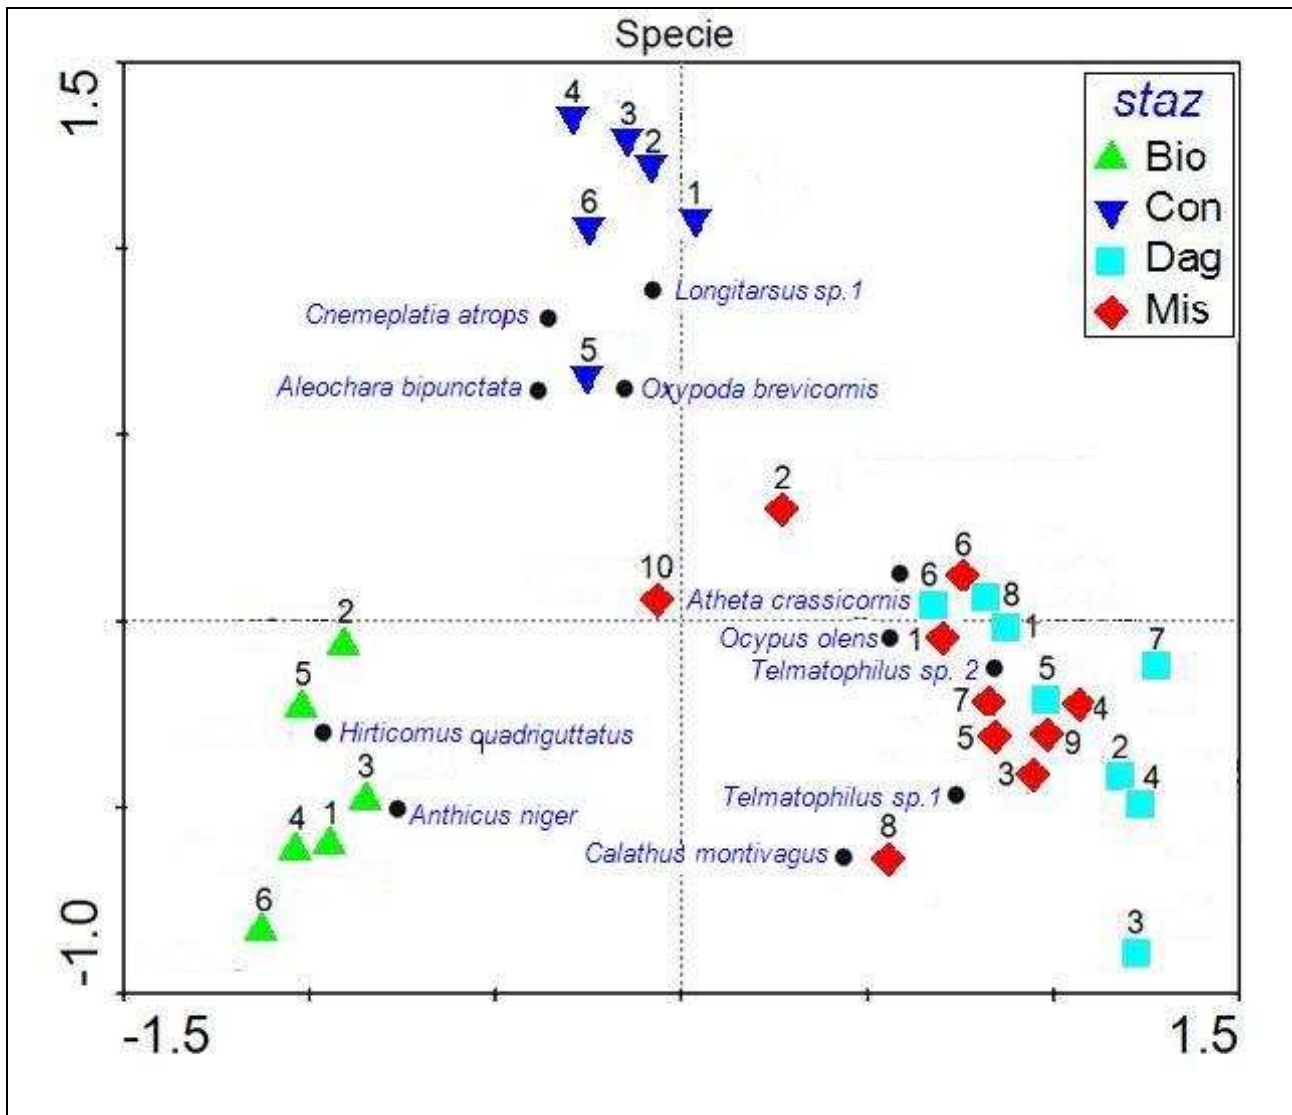 Specie
1.5
staz
Bio
Con
Dag
Mis
4
3
2
6
1
Longitarsus sp.1
Cnemeplatia atrops
5
Aleochara bipunctata
Oxypoda brevicornis
2
10
6
6
Atheta crassicornis
8
2
Ocypus olens
1
1
7
Telmatophilus sp. 2
5
5
7
4
Hirticomus quadriguttatus
5
9
3
3
2
4
Telmatophilus sp.1
Anthicus niger
4
1
Calathus montivagus
8
6
3
-1.0
-1.5
1.5